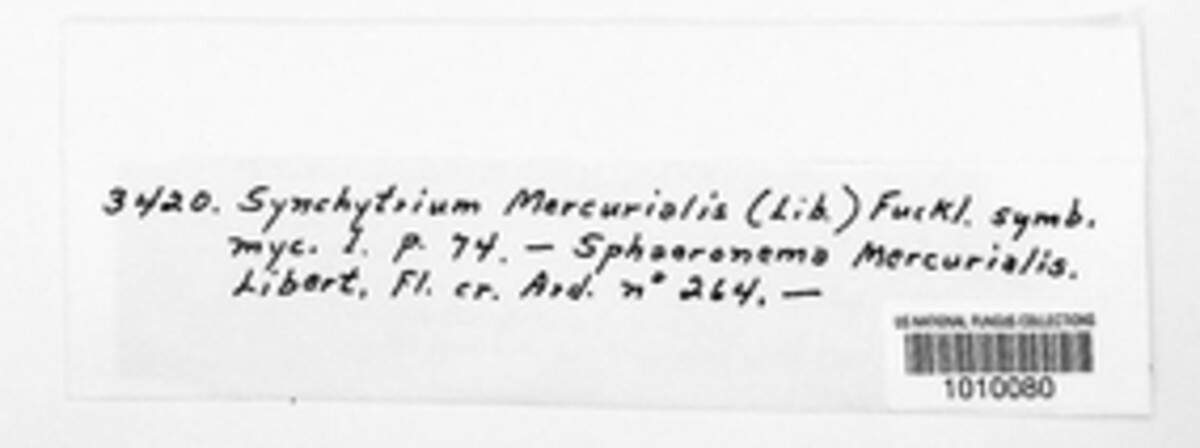 3420. Synchytrium Mercurialis (Lib.) Fuckl. symb.
myc. I. p. 74. — Sphaeronema Mercurialis.
Libert. Fl. cr. Ard. n° 264. —
US NATIONAL FUNGUS COLLECTIONS
1010080